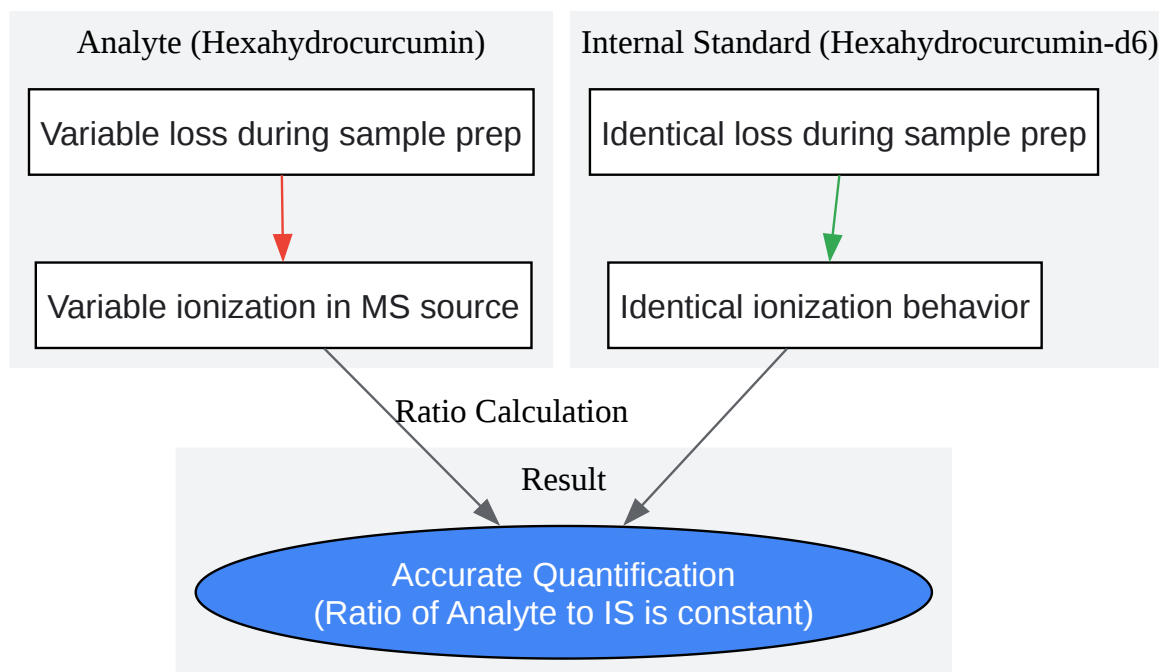 Analyte (Hexahydrocurcumin)
Variable loss during sample prep
Variable ionization in MS source
Internal Standard (Hexahydrocurcumin-d6)
Identical loss during sample prep
Identical ionization behavior
Ratio Calculation
Result
Accurate Quantification
(Ratio of Analyte to IS is constant)